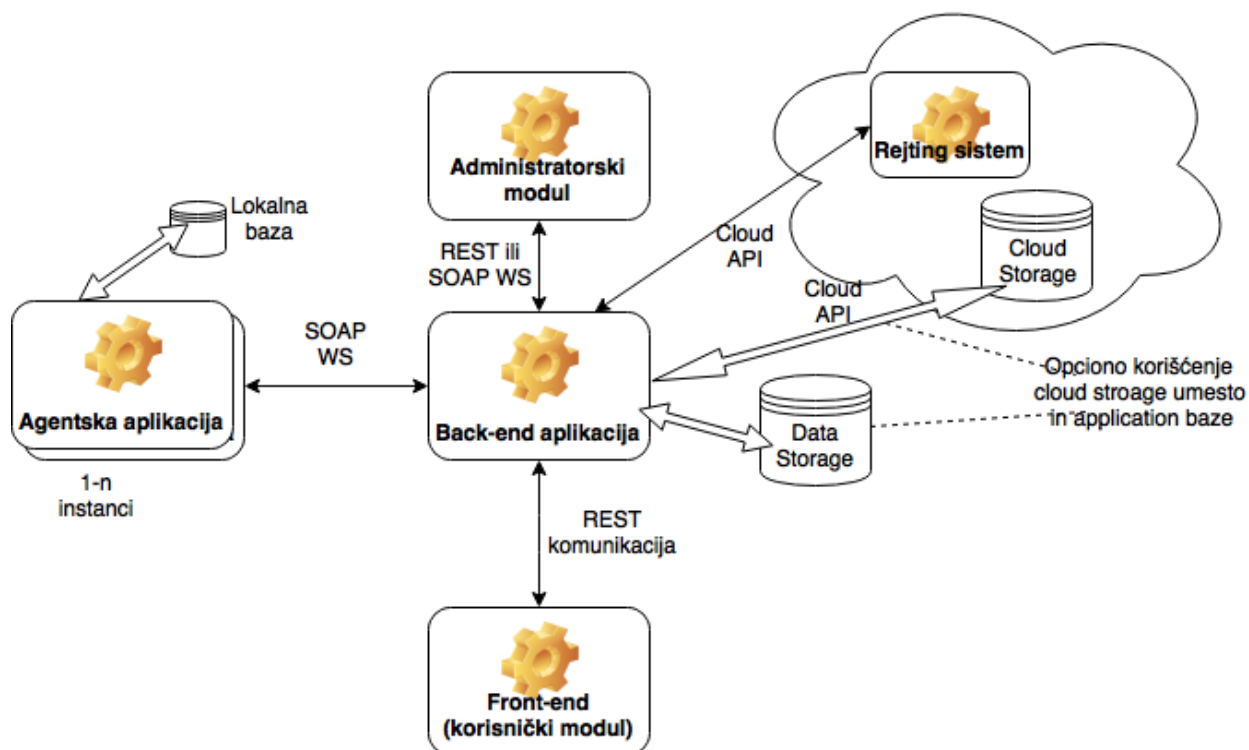 Rejting sistem
Administratorski
modul
Lokalna
baza
Cloud
API
Cloud
Storage
REST ili
SOAP WS
Cloud
API
SOAP
WS
Opciono korišćenje
cloud stroage umesto
in application baze
Agentska aplikacija
Back-end aplikacija
Data
Storage
1-n
instanci
REST
komunikacija
Front-end
(korisnički modul)